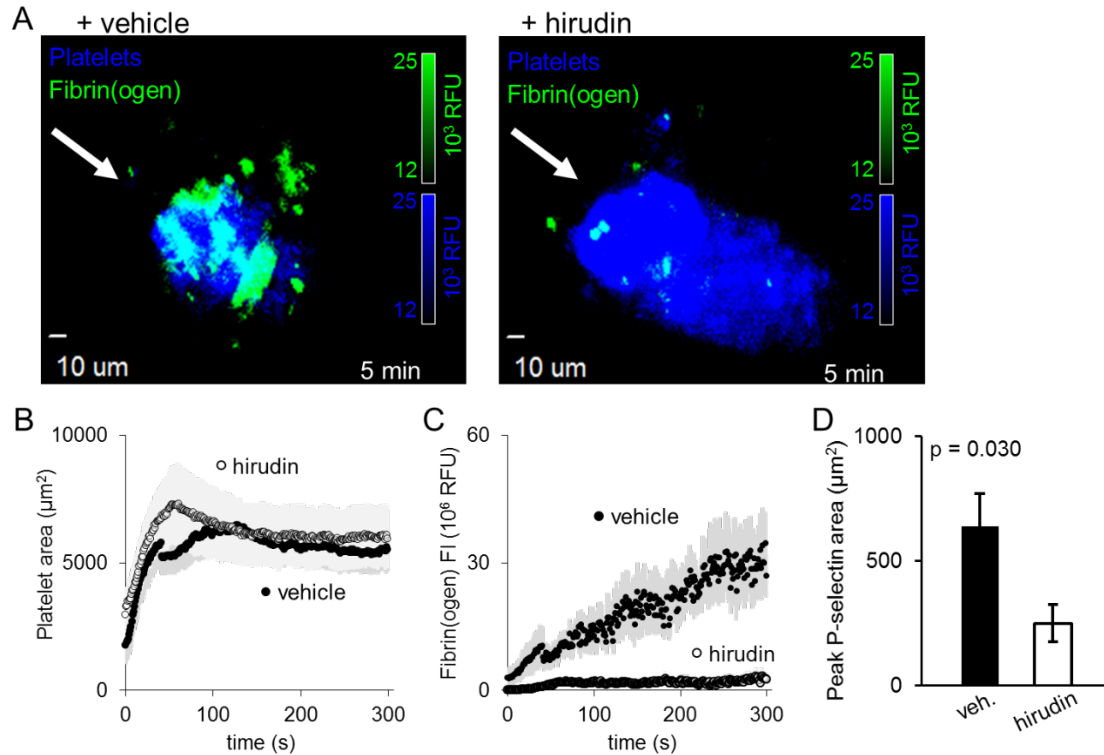 A
+ vehicle
+ hirudin
Platelets
Fibrin(ogen)
25
12
10³ RFU
25
12
10³ RFU
10 um
5 min
Platelets
Fibrin(ogen)
25
12
10³ RFU
25
12
10³ RFU
10 um
5 min
B
Platelet area (µm²)
10000
5000
0
hirudin
vehicle
0
100
200
300
time (s)
C
Fibrin(ogen) FI (10⁶ RFU)
60
30
0
vehicle
hirudin
0
100
200
300
time (s)
D
Peak P-selectin area (µm²)
1000
500
0
p = 0.030
veh.
hirudin